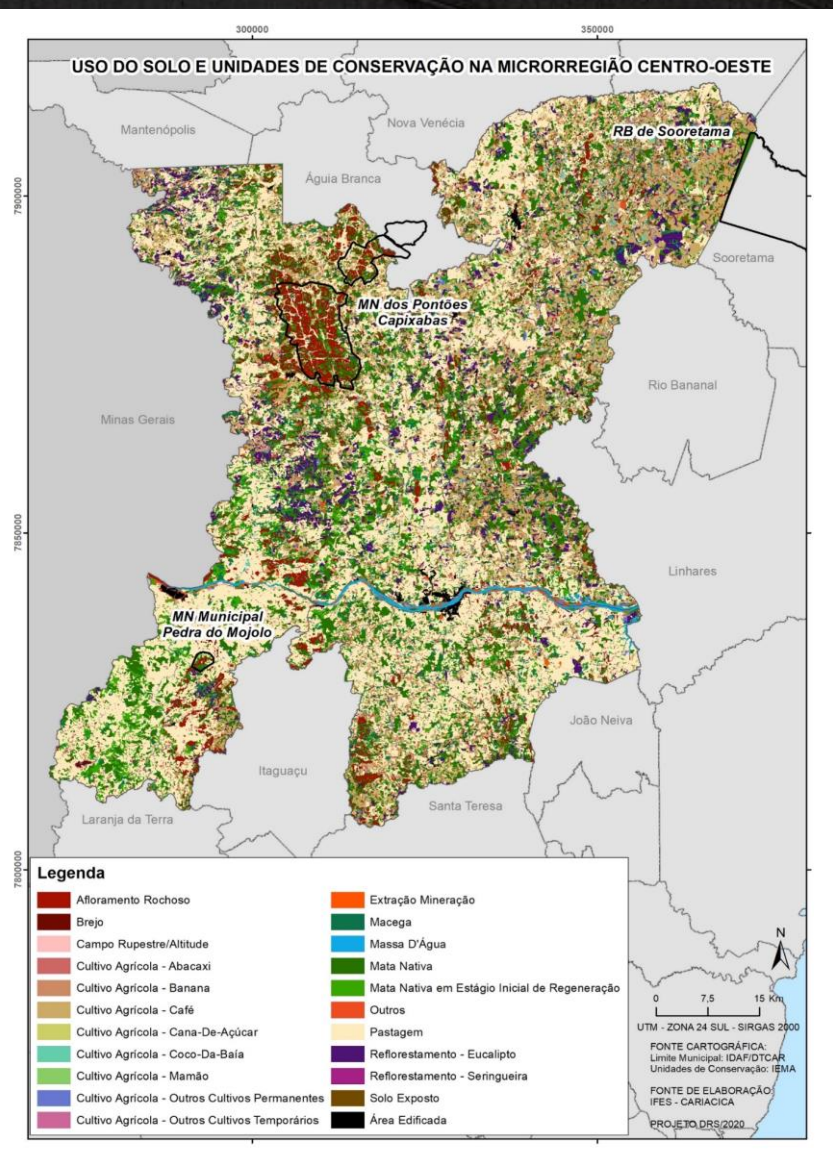 300000
350000
USO DO SOLO E UNIDADES DE CONSERVAÇÃO NA MICRORREGIÃO CENTRO-OESTE
Mantenópolis
Nova Venécia
RB de Sooretama
Águia Branca
7900000
Sooretama
MN dos Pontões
Capixabas
Rio Bananal
Minas Gerais
7850000
Linhares
MN Municipal
Pedra do Mojolo
João Neiva
Itaguaçu
Santa Teresa
Laranja da Terra
7800000
Legenda
Afloramento Rochoso
Brejo
Campo Rupestre/Altitude
Cultivo Agrícola - Abacaxi
Cultivo Agrícola - Banana
Cultivo Agrícola - Café
Cultivo Agrícola - Cana-De-Açúcar
Cultivo Agrícola - Coco-Da-Baía
Cultivo Agrícola - Mamão
Cultivo Agrícola - Outros Cultivos Permanentes
Cultivo Agrícola - Outros Cultivos Temporários
Extração Mineração
Macega
Massa D'Água
Mata Nativa
Mata Nativa em Estágio Inicial de Regeneração
Outros
Pastagem
Reflorestamento - Eucalipto
Reflorestamento - Seringueira
Solo Exposto
Área Edificada
N
0 7,5 15 Km
UTM - ZONA 24 SUL - SIRGAS 2000
FONTE CARTOGRÁFICA:
Limite Municipal: IDAF/DTCAR
Unidades de Conservação: IEMA
FONTE DE ELABORAÇÃO:
IFES - CARIACICA
PROJETO DRS/2020
300000
350000